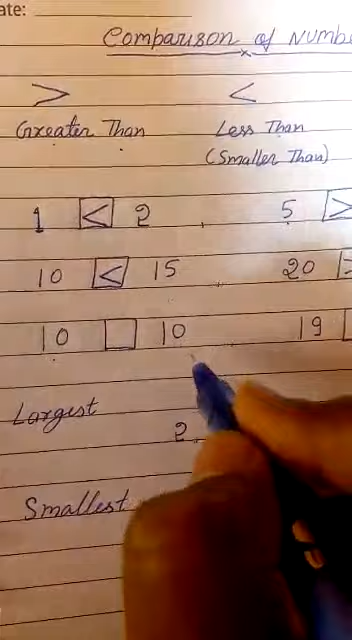 ate:
Comparison of Numbe
> <
Greater Than Less Than
(Smaller Than)
1 < 2 , 5 >
10 < 15 , 20 >
10 10 19
Largest
2
Smallest